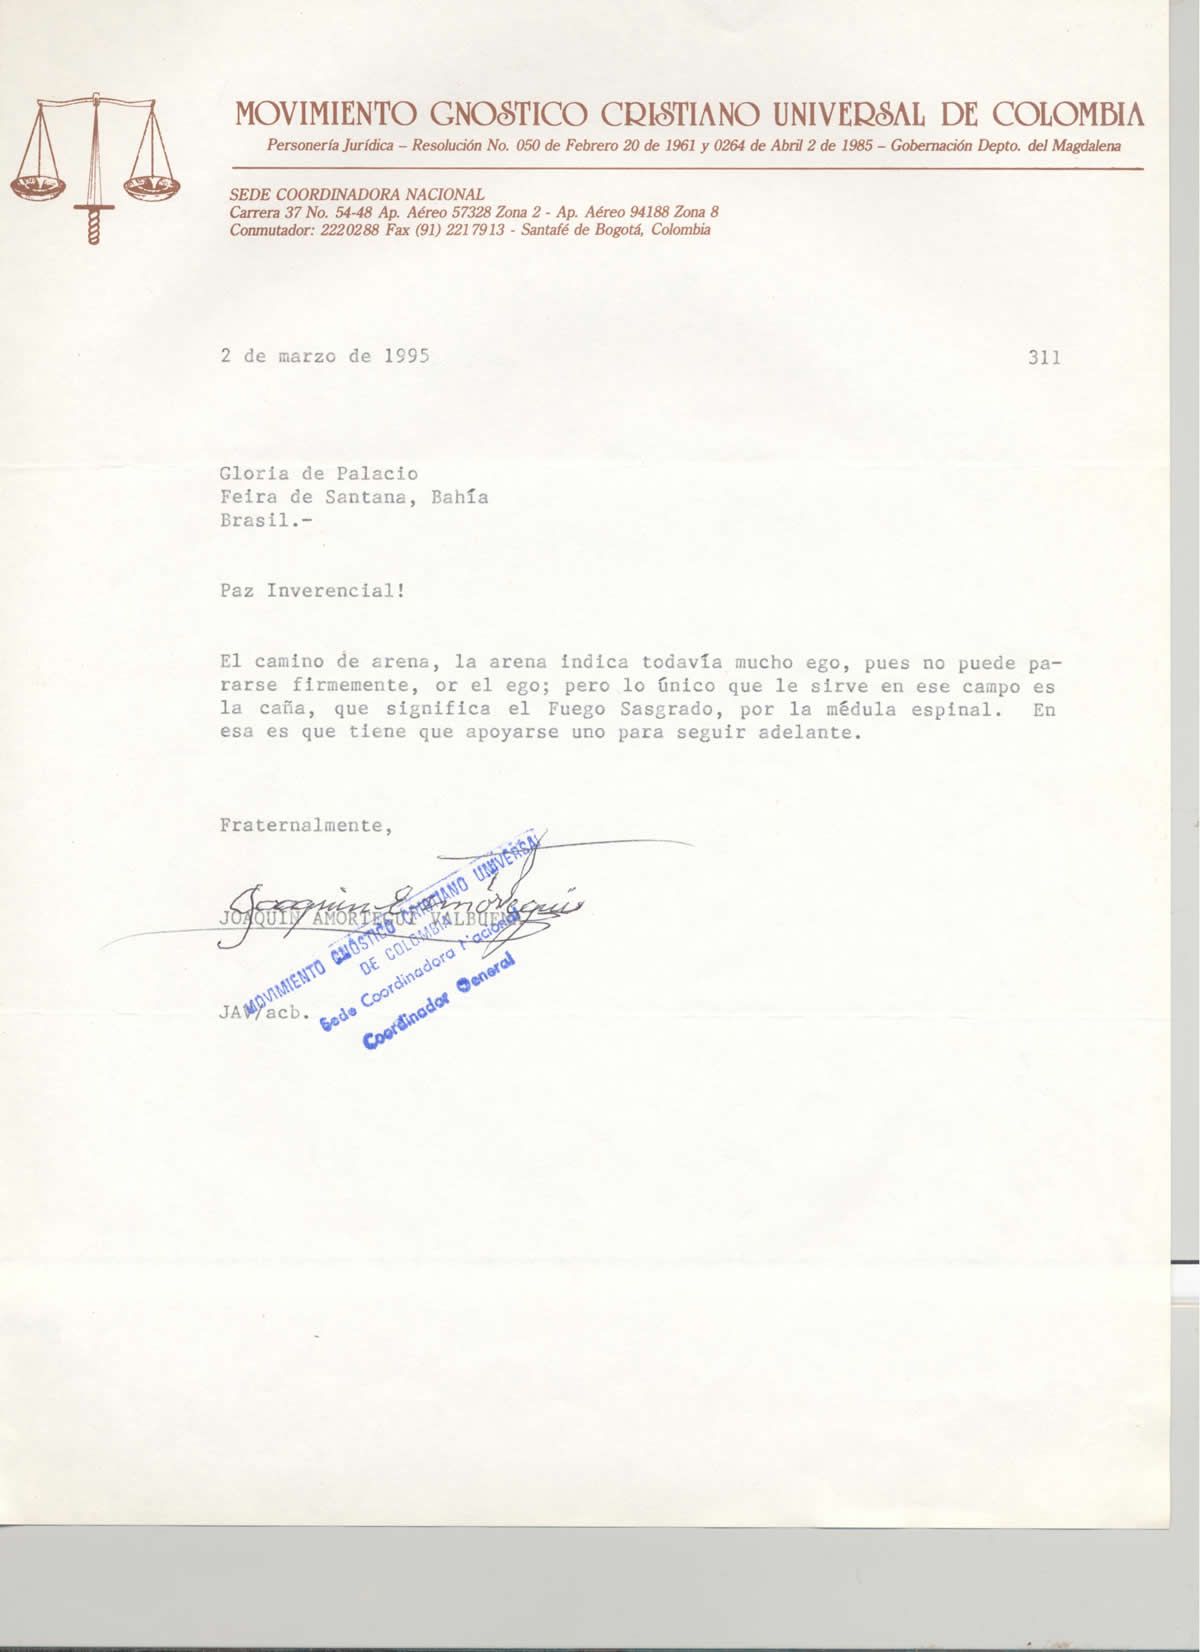 MOVIMIENTO GNOSTICO CRISTIANO UNIVERSAL DE COLOMBIA
Personería Jurídica – Resolución No. 050 de Febrero 20 de 1961 y 0264 de Abril 2 de 1985 – Gobernación Depto. del Magdalena
SEDE COORDINADORA NACIONAL
Carrera 37 No. 54-48 Ap. Aéreo 57328 Zona 2 - Ap. Aéreo 94188 Zona 8
Conmutador: 2220288 Fax (91) 2217913 - Santafé de Bogotá, Colombia
2 de marzo de 1995 311
Gloria de Palacio
Feira de Santana, Bahía
Brasil.-
Paz Inverencial!
El camino de arena, la arena indica todavía mucho ego, pues no puede pa-
rarse firmemente, or el ego; pero lo único que le sirve en ese campo es
la caña, que significa el Fuego Sasgrado, por la médula espinal. En
esa es que tiene que apoyarse uno para seguir adelante.
Fraternalmente,
JOAQUIN AMORTEGUI VALBUENA
MOVIMIENTO GNÓSTICO CRISTIANO UNIVERSAL
DE COLOMBIA
Sede Coordinadora Nacional
Coordinador General
JAV/acb.